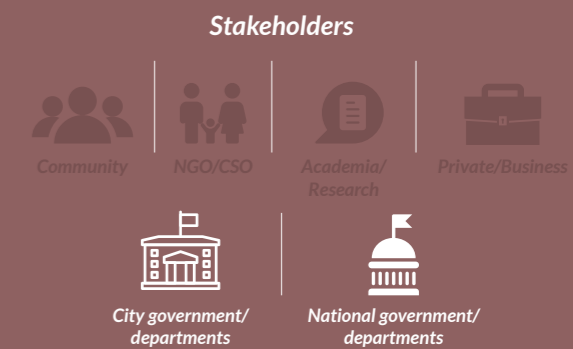 Stakeholders
Community
NGO/CSO
Academia/
Research
Private/Business
City government/
departments
National government/
departments